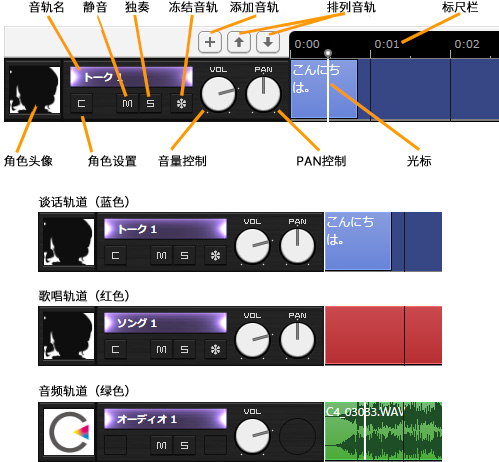 音轨名 静音 独奏 冻结音轨 添加音轨 排列音轨 标尺栏
0:00 0:01 0:02
トーク 1 VOL PAN こんにち
は。
C M S
角色头像 角色设置 音量控制 PAN控制 光标
谈话轨道（蓝色）
トーク 1 VOL PAN こんにち
は。
C M S
歌唱轨道（红色）
ソング 1 VOL PAN
C M S
音频轨道（绿色）
オーディオ 1 VOL C4_03033.WAV
M S